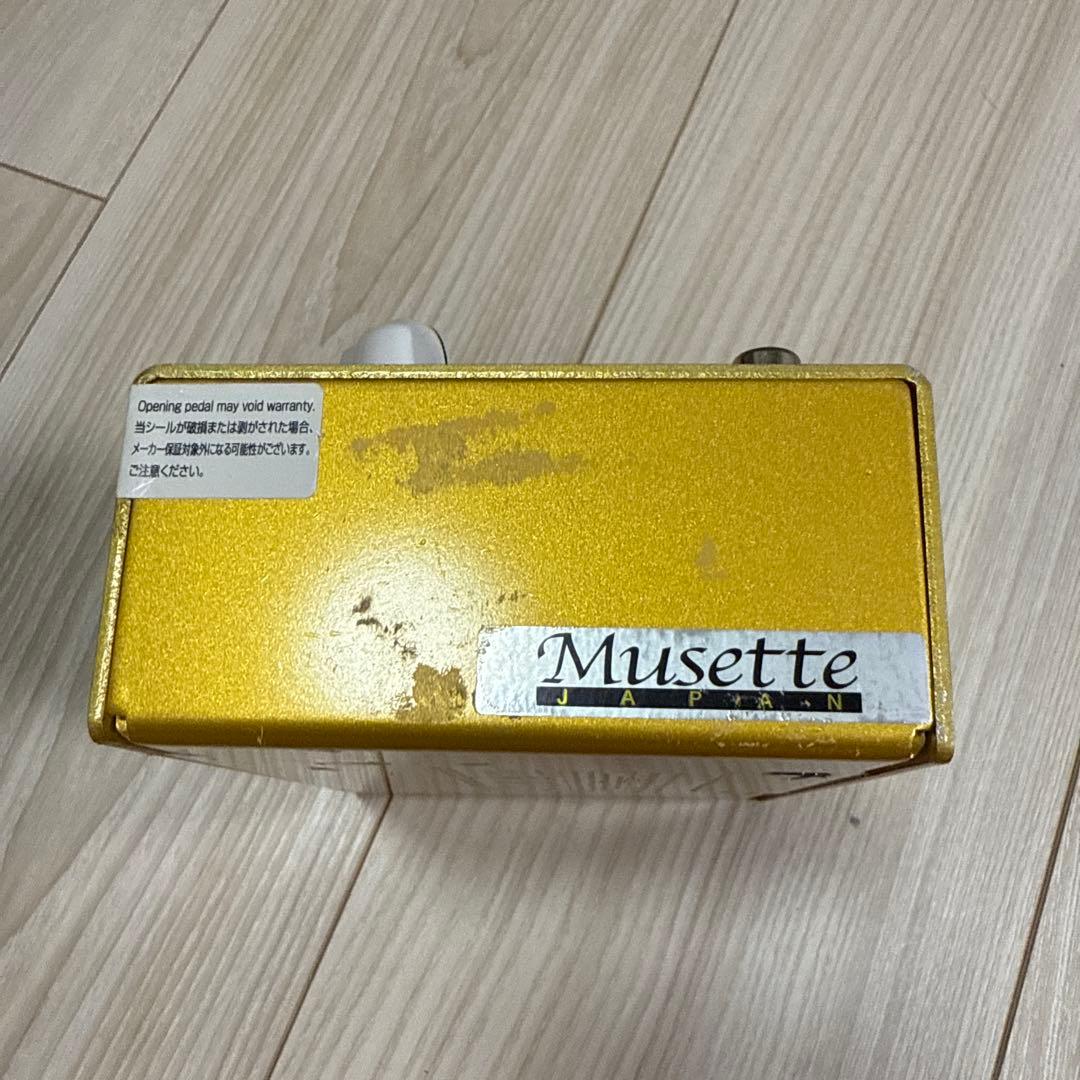 Opening pedal may void warranty.
当シールが破損または剥がされた場合、
メーカー保証対象外になる可能性がございます。
ご注意ください。
Musette
JAPAN